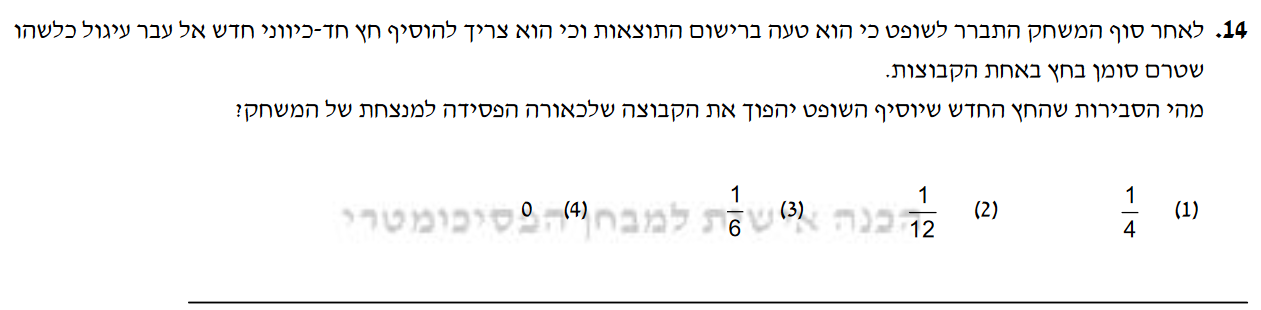 14. לאחר סוף המשחק התברר לשופט כי הוא טעה ברישום התוצאות וכי הוא צריך להוסיף חץ חד-כיווני חדש אל עבר עיגול כלשהו
שטרם סומן בחץ באחת הקבוצות.
מהי הסבירות שהחץ החדש שיוסיף השופט יהפוך את הקבוצה שלכאורה הפסידה למנצחת של המשחק?
(1) 1/4 (2) 1/12 (3) 1/6 (4) 0
הכנה אישית למבחן הפסיכומטרי